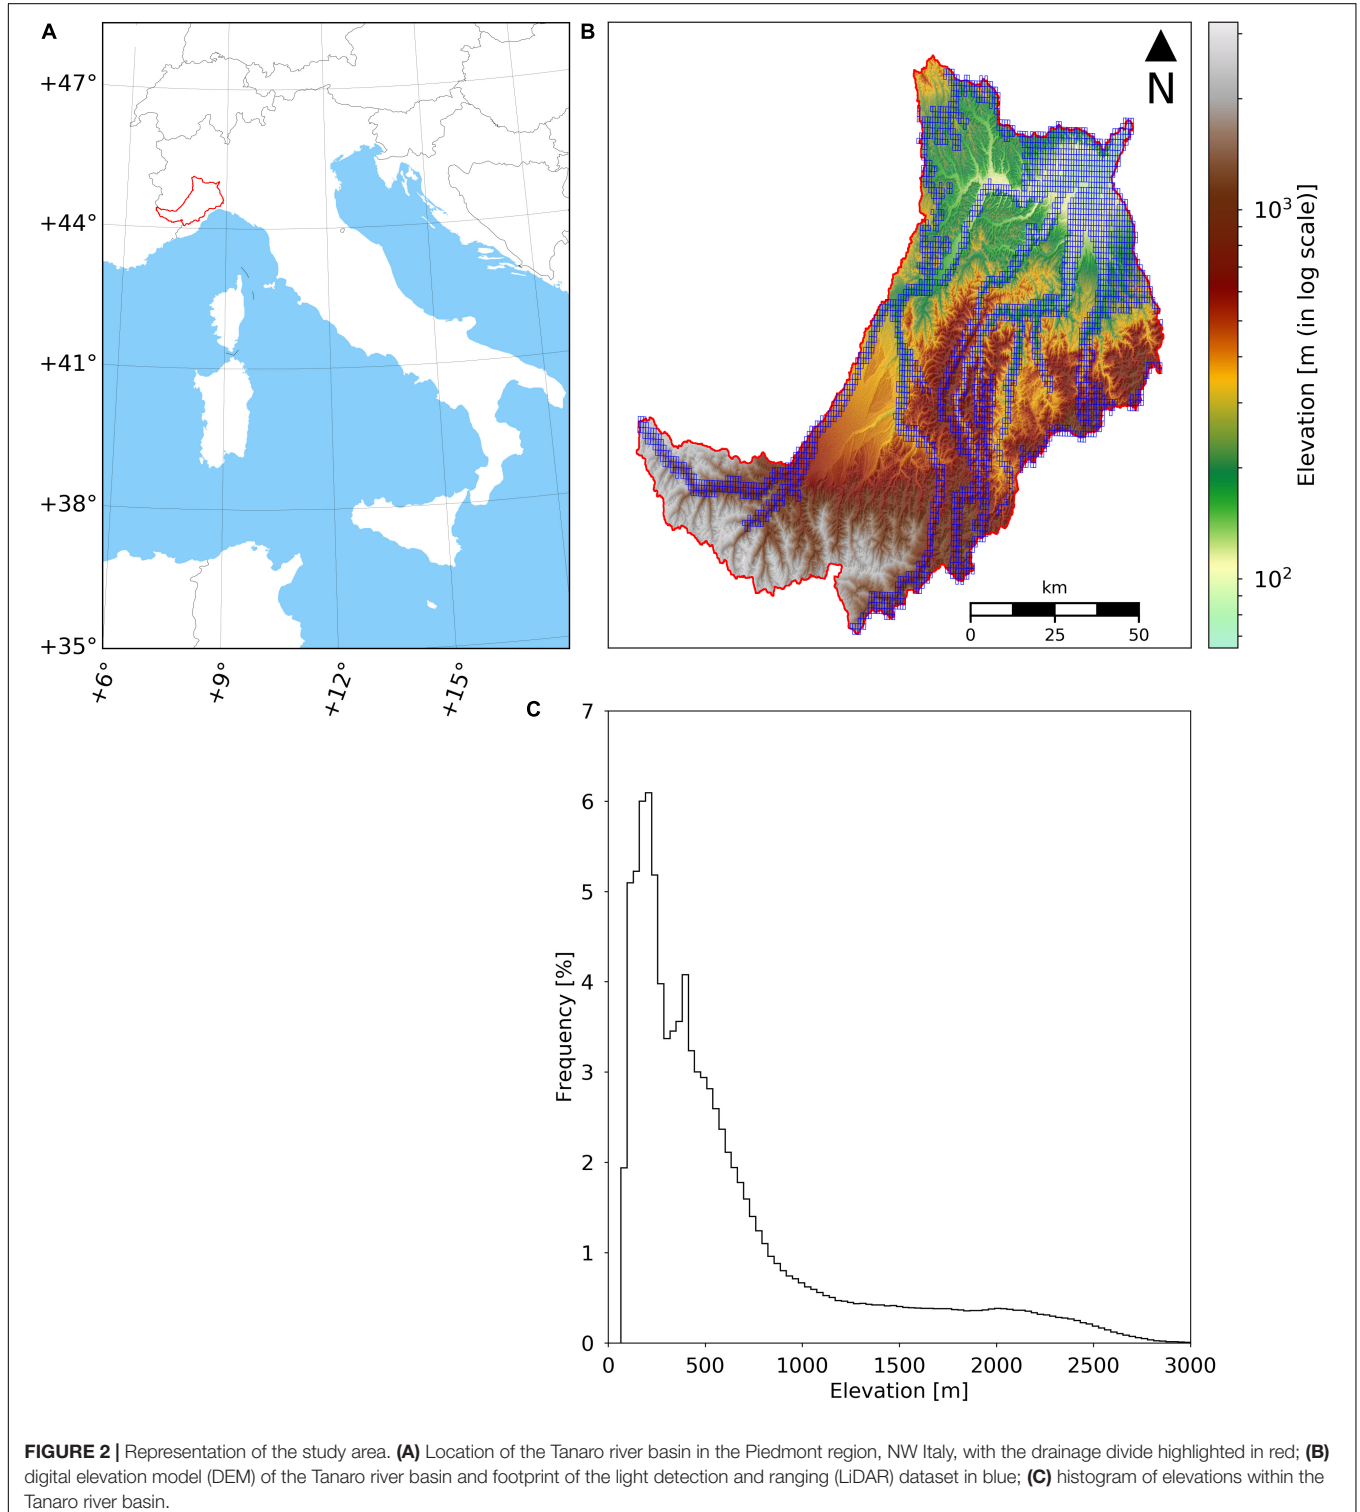 A
+47°
+44°
+41°
+38°
+35°
+6°
+9°
+12°
+15°
B
N
km
0 25 50
10³
10²
Elevation [m (in log scale)]
C
7
6
5
4
3
2
1
0
Frequency [%]
0 500 1000 1500 2000 2500 3000
Elevation [m]
FIGURE 2 | Representation of the study area. (A) Location of the Tanaro river basin in the Piedmont region, NW Italy, with the drainage divide highlighted in red; (B)
digital elevation model (DEM) of the Tanaro river basin and footprint of the light detection and ranging (LiDAR) dataset in blue; (C) histogram of elevations within the
Tanaro river basin.